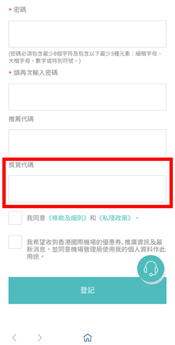 * 密碼
(密碼必須包含最少8個字符及包含以下最少3種元素：細楷字母、
大楷字母、數字或特別符號。)
* 請再次輸入密碼
推薦代碼
獎賞代碼
我同意《條款及細則》和《私隱政策》。
我希望收到香港國際機場的優惠券, 推廣資訊及最
新消息，並同意機場管理局使用我的個人資料作此
用途。
登記